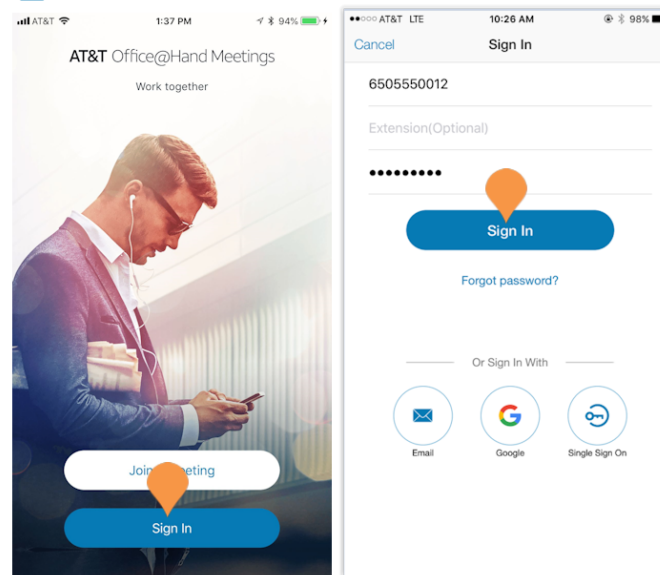 AT&T 1:37 PM 94%
AT&T Office@Hand Meetings
Work together
Sign In
AT&T LTE 10:26 AM 98%
Cancel Sign In
6505550012
Extension(Optional)
Sign In
Forgot password?
Or Sign In With
Email Google Single Sign On